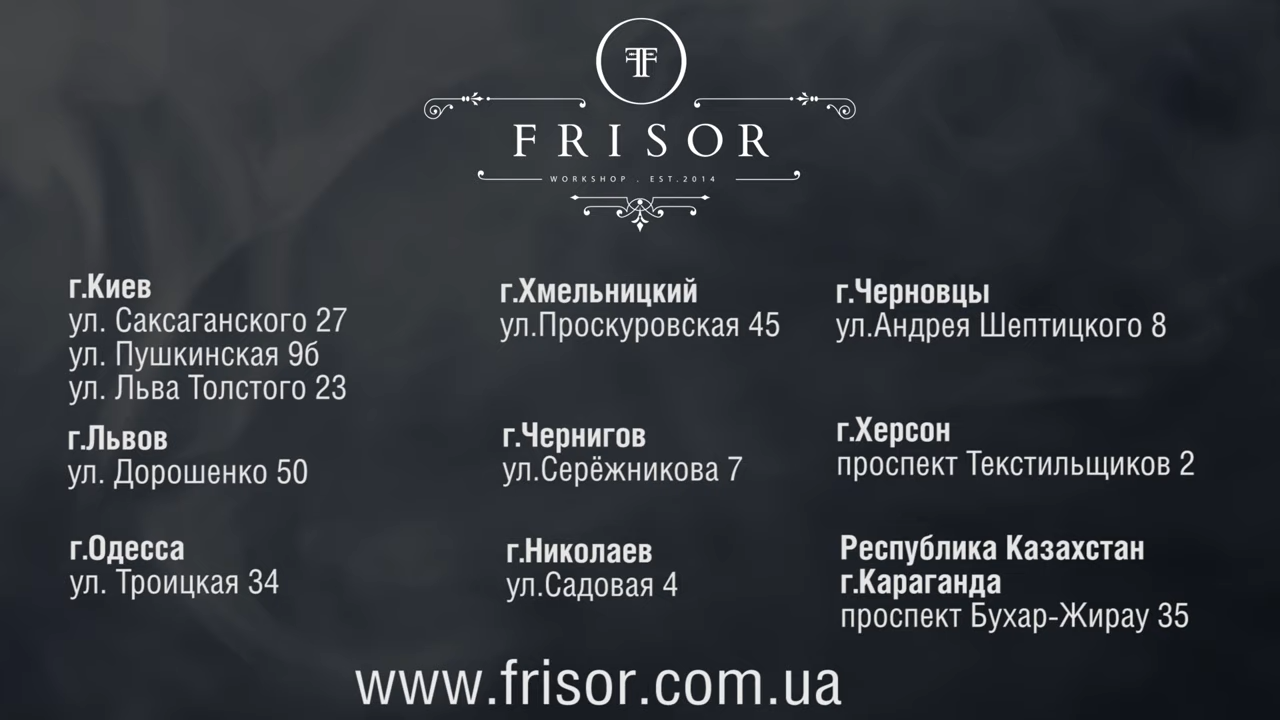 FRISOR
WORKSHOP . EST.2014
г.Киев
ул. Саксаганского 27
ул. Пушкинская 9б
ул. Льва Толстого 23
г.Львов
ул. Дорошенко 50
г.Одесса
ул. Троицкая 34
г.Хмельницкий
ул.Проскуровская 45
г.Чернигов
ул.Серёжникова 7
г.Николаев
ул.Садовая 4
г.Черновцы
ул.Андрея Шептицкого 8
г.Херсон
проспект Текстильщиков 2
Республика Казахстан
г.Караганда
проспект Бухар-Жирау 35
www.frisor.com.ua